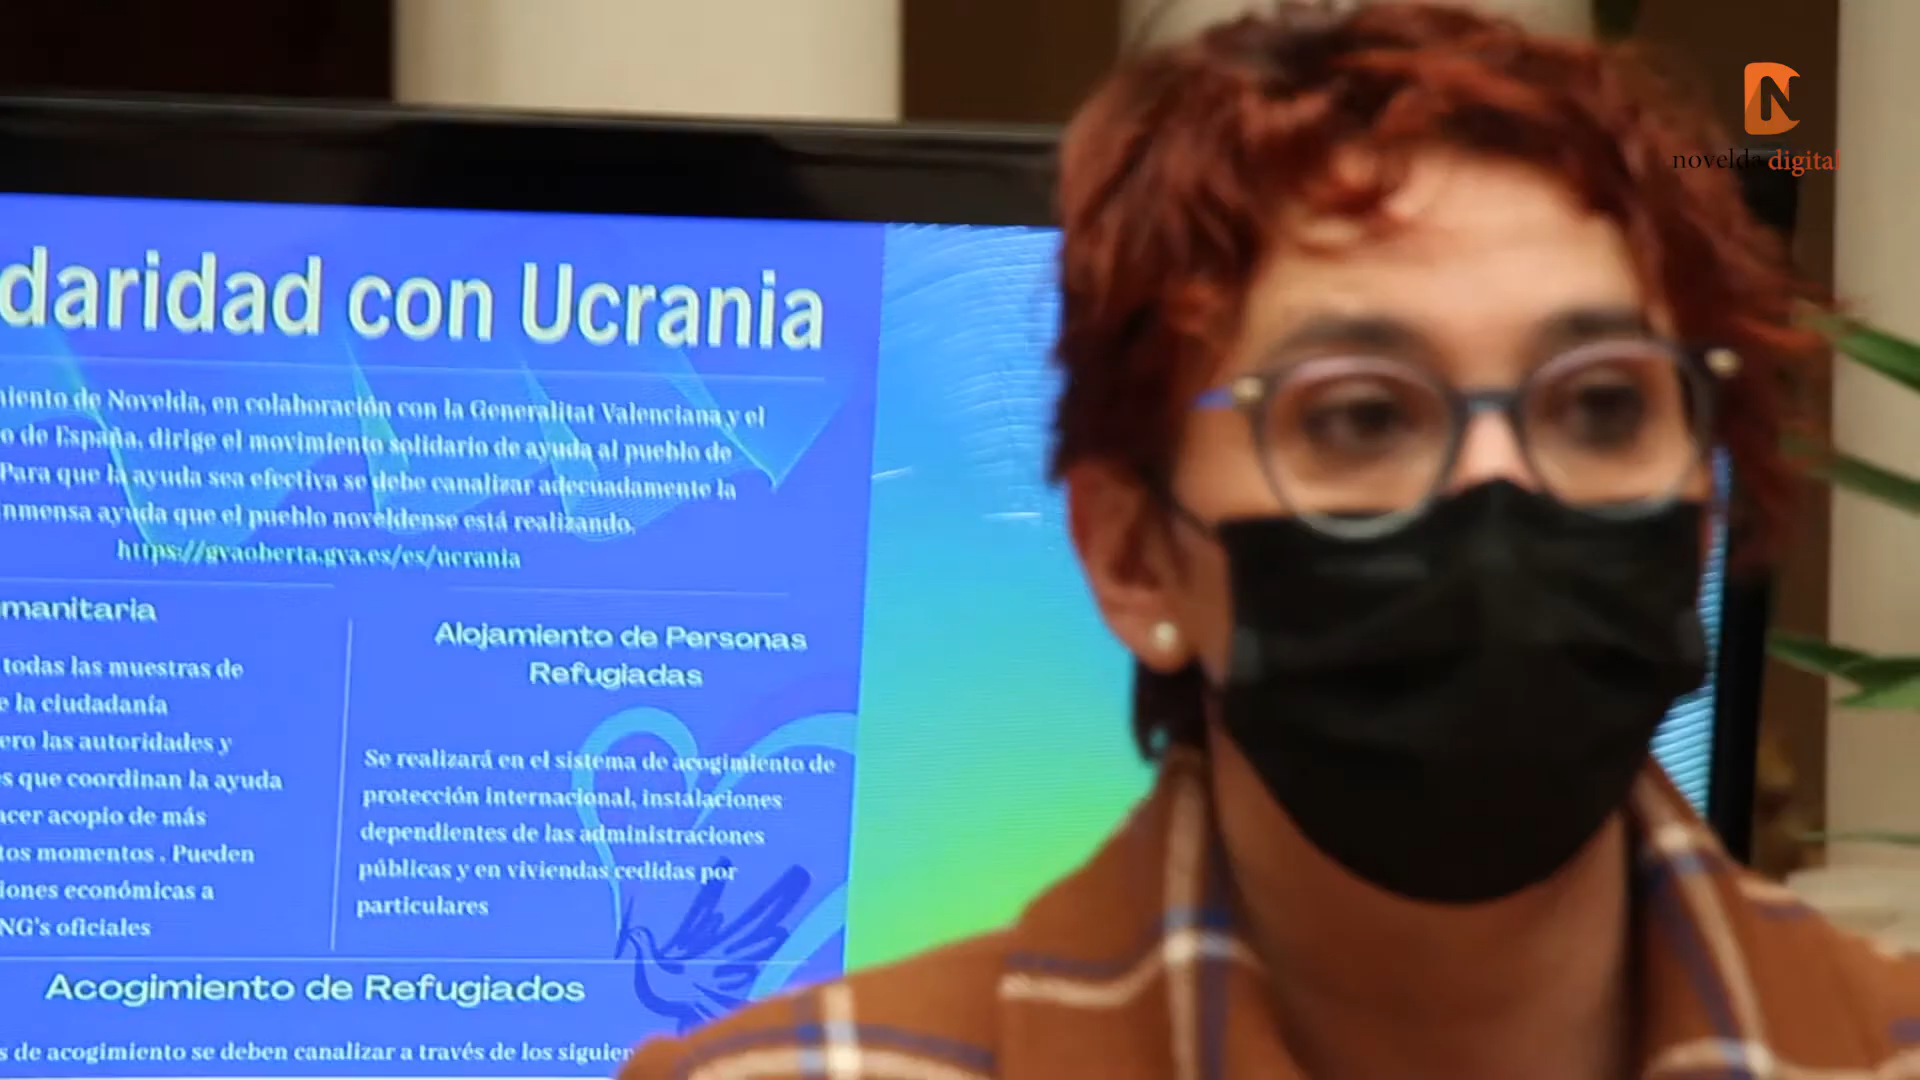 daridad con Ucrania
miento de Novelda, en colaboración con la Generalitat Valenciana y el
o de España, dirige el movimiento solidario de ayuda al pueblo de
Para que la ayuda sea efectiva se debe canalizar adecuadamente la
nmensa ayuda que el pueblo noveldense está realizando.
https://gvaoberta.gva.es/es/ucrania
manitaria
todas las muestras de
e la ciudadanía
ero las autoridades y
s que coordinan la ayuda
acer acopio de más
tos momentos . Pueden
iones económicas a
NG's oficiales
Alojamiento de Personas
Refugiadas
Se realizará en el sistema de acogimiento de
protección internacional, instalaciones
dependientes de las administraciones
públicas y en viviendas cedidas por
particulares
Acogimiento de Refugiados
s de acogimiento se deben canalizar a través de los siguien
N
novelda digital